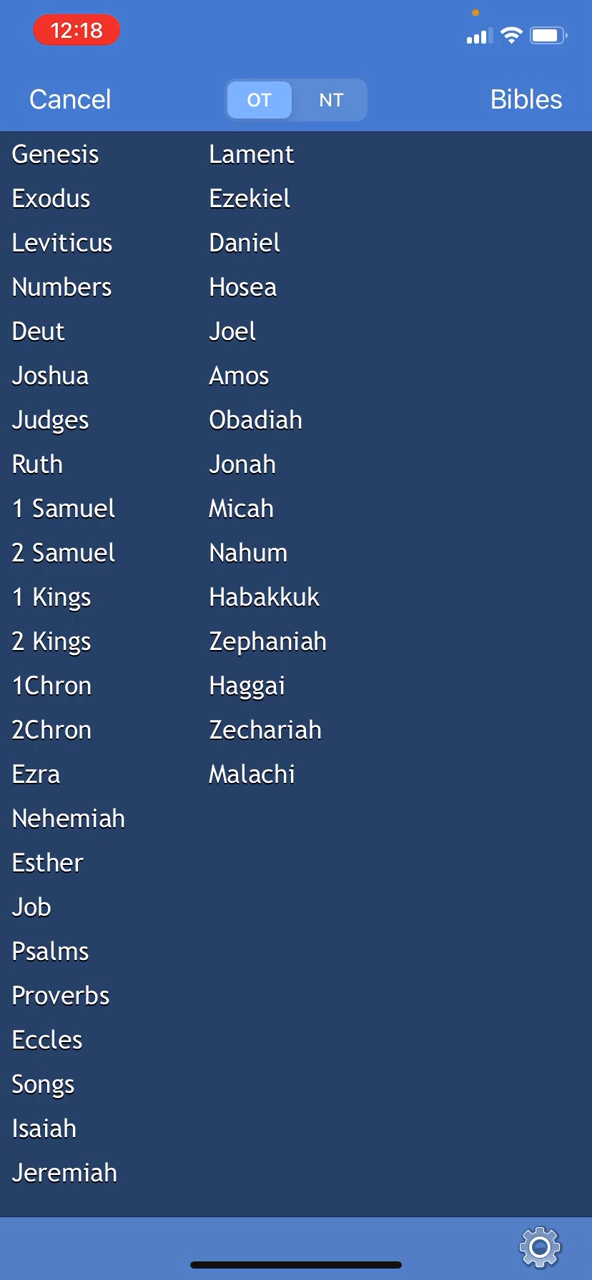 12:18
Cancel
OT
NT
Bibles
Genesis
Exodus
Leviticus
Numbers
Deut
Joshua
Judges
Ruth
1 Samuel
2 Samuel
1 Kings
2 Kings
1Chron
2Chron
Ezra
Nehemiah
Esther
Job
Psalms
Proverbs
Eccles
Songs
Isaiah
Jeremiah
Lament
Ezekiel
Daniel
Hosea
Joel
Amos
Obadiah
Jonah
Micah
Nahum
Habakkuk
Zephaniah
Haggai
Zechariah
Malachi